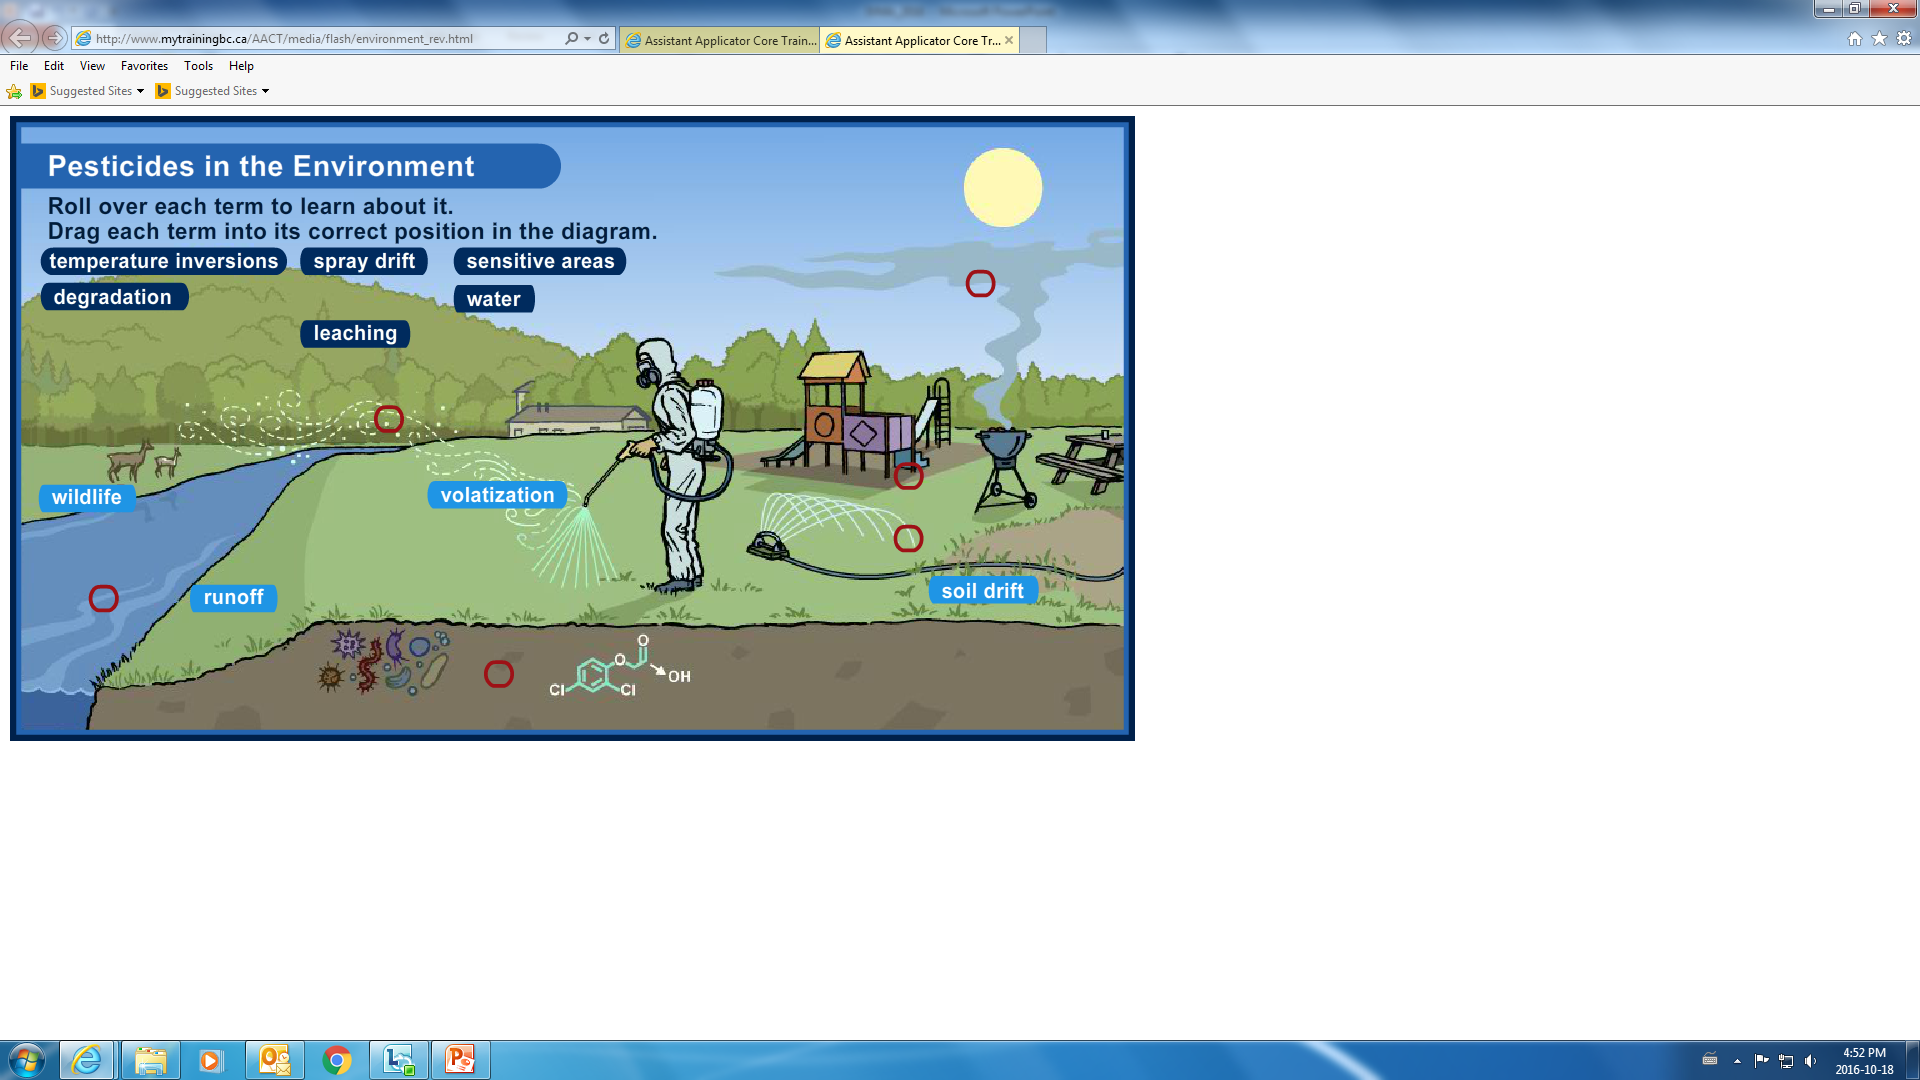 http://www.mytrainingbc.ca/AACT/media/flash/environment_rev.html
Assistant Applicator Core Train...
Assistant Applicator Core Tr...
File Edit View Favorites Tools Help
Suggested Sites
Suggested Sites
Pesticides in the Environment
Roll over each term to learn about it.
Drag each term into its correct position in the diagram.
temperature inversions
spray drift
sensitive areas
degradation
water
leaching
wildlife
volatization
runoff
soil drift
O
O
OH
Cl
Cl
4:52 PM
2016-10-18